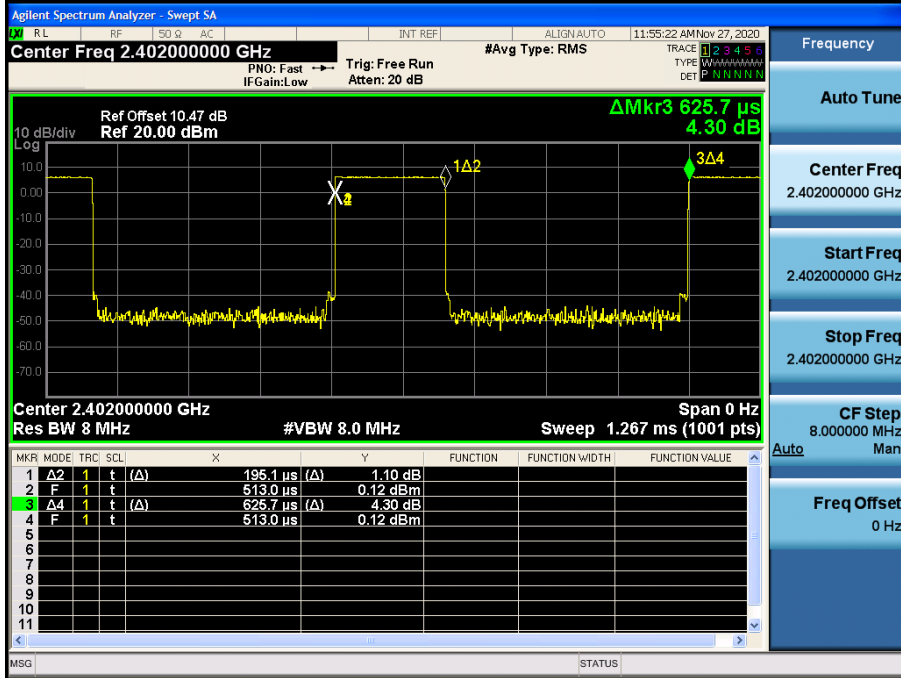 Agilent Spectrum Analyzer - Swept SA
LXI RL RF 50 Ω AC INT REF ALIGN AUTO 11:55:22 AM Nov 27, 2020
Center Freq 2.402000000 GHz
PNO: Fast
IFGain:Low
Trig: Free Run
Atten: 20 dB
#Avg Type: RMS
TRACE 1 2 3 4 5 6
TYPE WWWWWW
DET P N N N N N
ΔMkr3 625.7 µs
4.30 dB
Ref Offset 10.47 dB
10 dB/div Ref 20.00 dBm
Log
10.0
0.00
-10.0
-20.0
-30.0
-40.0
-50.0
-60.0
-70.0
1Δ2
3Δ4
Center 2.402000000 GHz Span 0 Hz
Res BW 8 MHz #VBW 8.0 MHz Sweep 1.267 ms (1001 pts)
MKR MODE TRC SCL X Y FUNCTION FUNCTION WIDTH FUNCTION VALUE
1 Δ2 1 t (Δ) 195.1 µs (Δ) 1.10 dB
2 F 1 t 513.0 µs 0.12 dBm
3 Δ4 1 t (Δ) 625.7 µs (Δ) 4.30 dB
4 F 1 t 513.0 µs 0.12 dBm
5
6
7
8
9
10
11
MSG STATUS
Frequency
Auto Tune
Center Freq
2.402000000 GHz
Start Freq
2.402000000 GHz
Stop Freq
2.402000000 GHz
CF Step
8.000000 MHz
Auto Man
Freq Offset
0 Hz